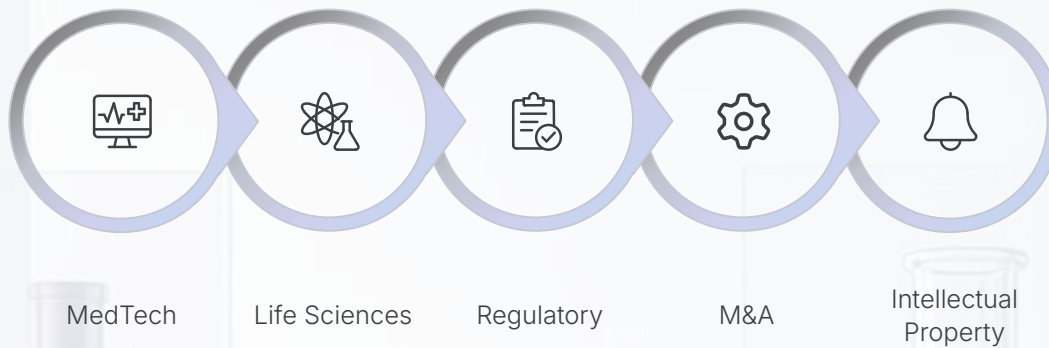 MedTech
Life Sciences
Regulatory
M&A
Intellectual
Property